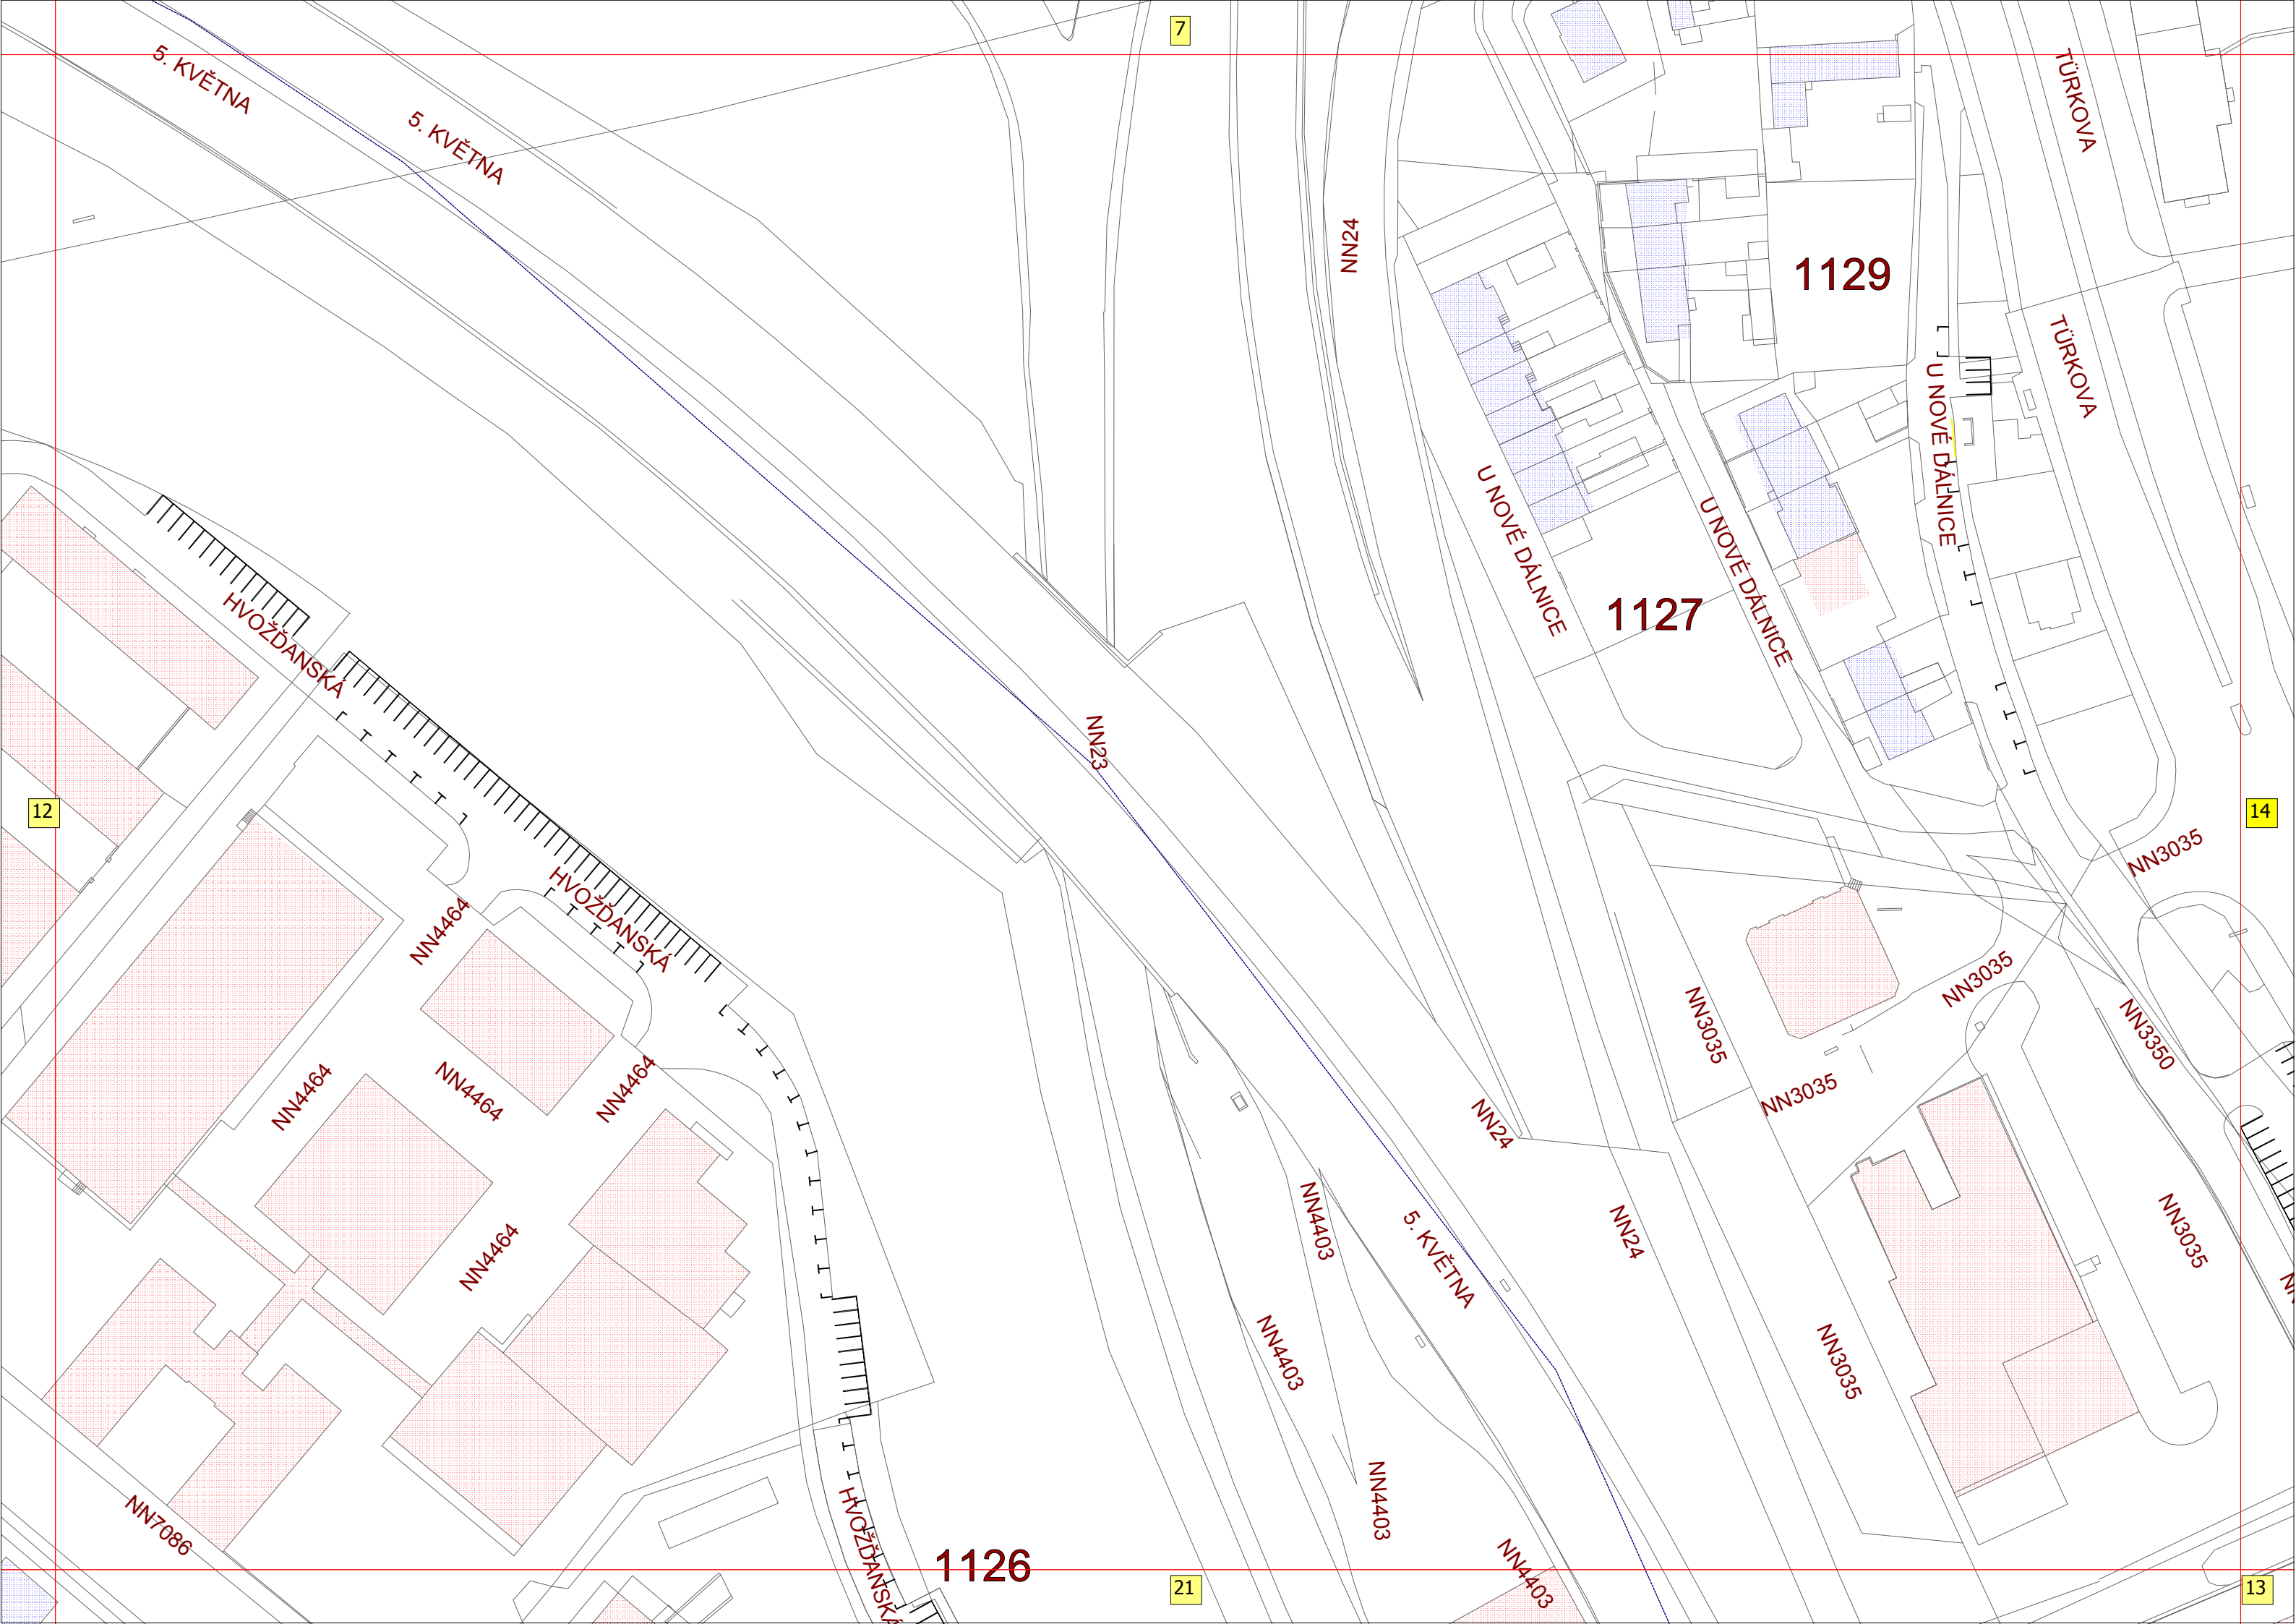 7
5. KVĚTNA
5. KVĚTNA
TÜRKOVA
NN24
1129
TÜRKOVA
U NOVÉ DÁLNICE
U NOVÉ DÁLNICE
U NOVÉ DÁLNICE
1127
HVOŽĎANSKÁ
NN23
12
14
NN3035
HVOŽĎANSKÁ
NN4464
NN3035
NN3035
NN3350
NN4464
NN4464
NN4464
NN3035
NN24
NN4403
5. KVĚTNA
NN24
NN3035
NN4464
NN4403
NN3035
NN4403
NN7086
HVOŽĎANSKÁ
1126
NN4403
21
13